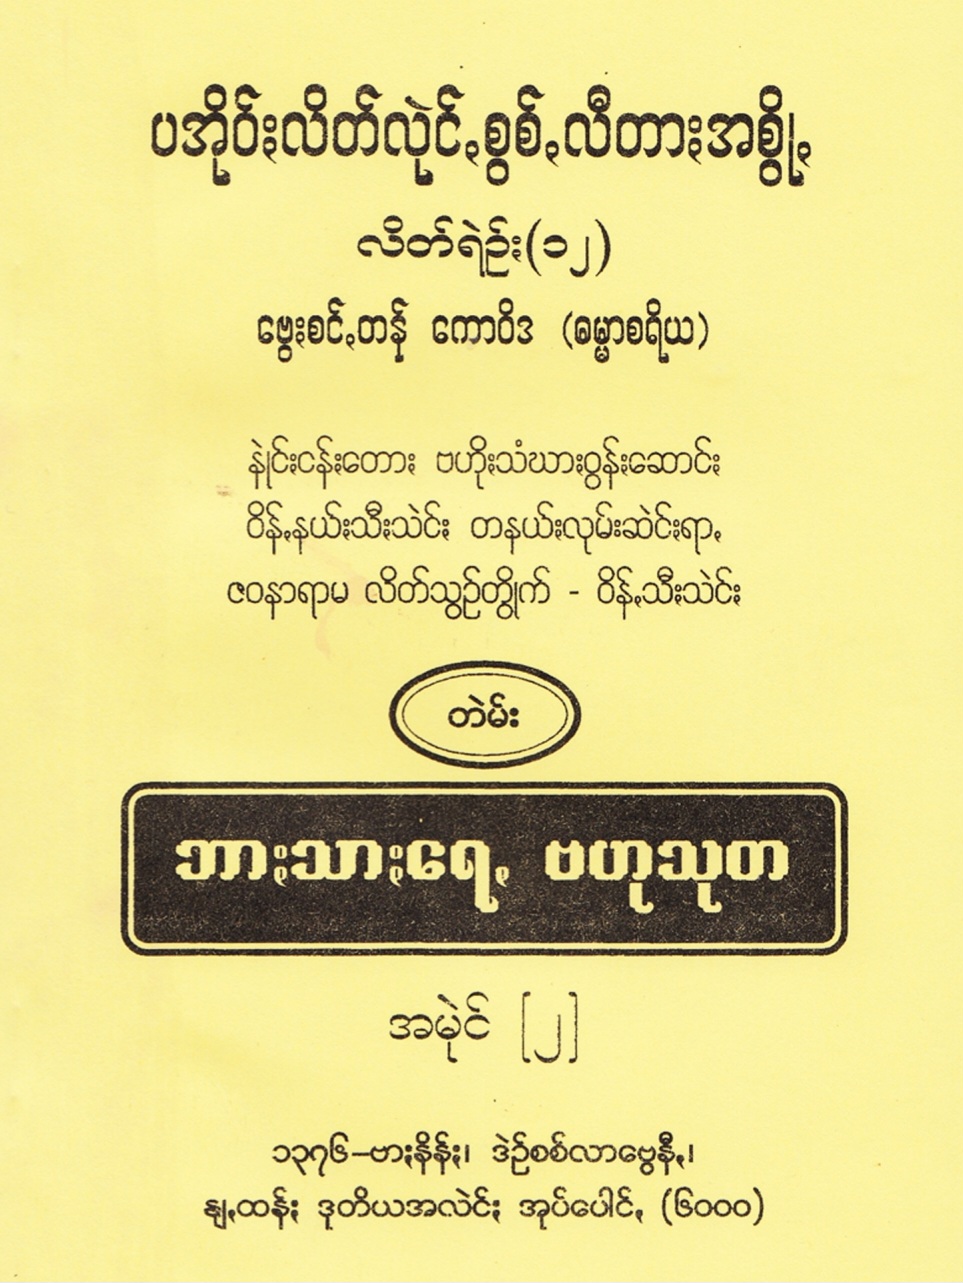 ပအိုဝ်ႏလိတ်လုဲင်ႇစွစ်ႇလီတားႏအစွိုႇ
လိတ်ရဲဉ်ႏ(၁၂)
ဗွေႏစင်ႇတန် ကောဝိဒ (ဓမ္မာစရိယ)
နဲုင်ႏငန်ႏတောႏ ဗဟိုႏသံဃာႏဝွန်ႏဆောင်ႏ
ဝိန်ႇနယ်ႏသီႏသဲင်ႏ တနယ်ႏလုမ်းဆဲင်ႏရာႇ
ဇဝနာရာမ လိတ်သွဉ်တွိုက် - ဝိန်ႇသီႏသဲင်ႏ
တဲမ်း
ဘာႏသာႏရေႇ ဗဟုသုတ
အမဲုင် [၂]
၁၃၇၆–ဗာႏနိန်ႏ၊ ဒဲဉ်စစ်လာဗွေနီႇ၊
နျႇထန်ႏ ဒုတိယအလဲင်ႏ အုပ်ပေါင်ႇ (၆၀၀၀)